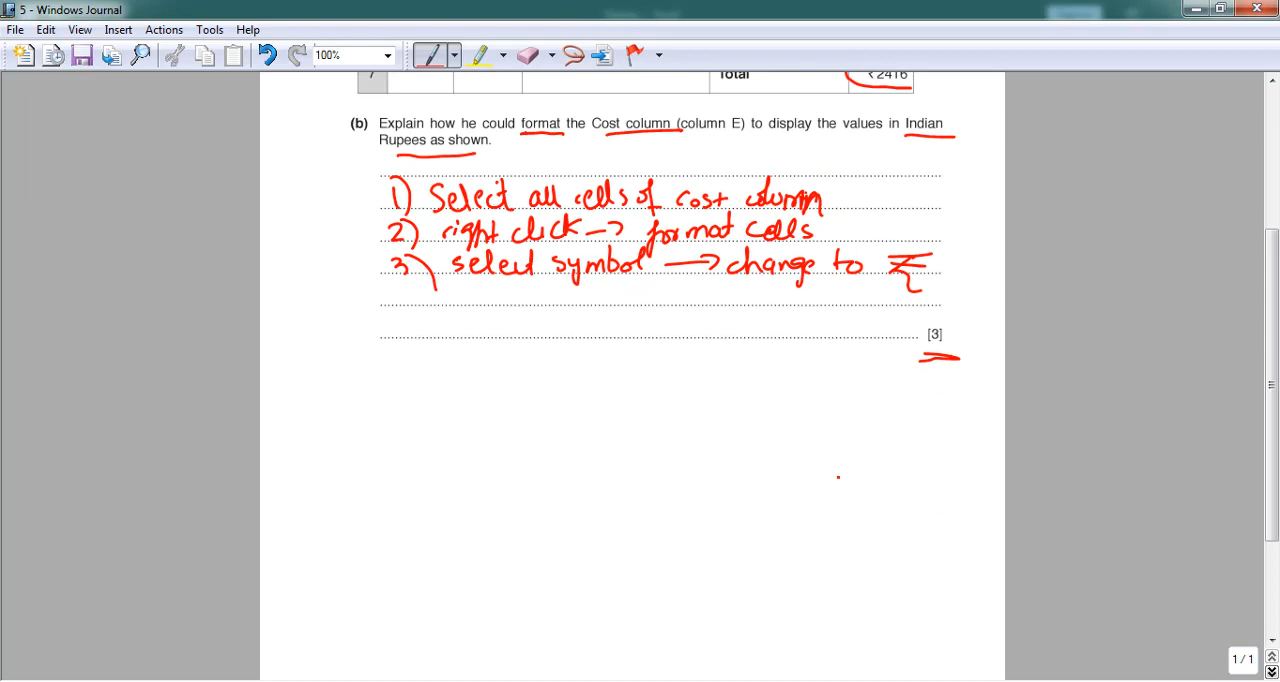 5 - Windows Journal
File Edit View Insert Actions Tools Help
100%
7 Total ₹2416
(b) Explain how he could format the Cost column (column E) to display the values in Indian
Rupees as shown.
1) Select all cells of cost column
2) right click → format cells
3) select symbol → change to ₹
[3]
1 / 1